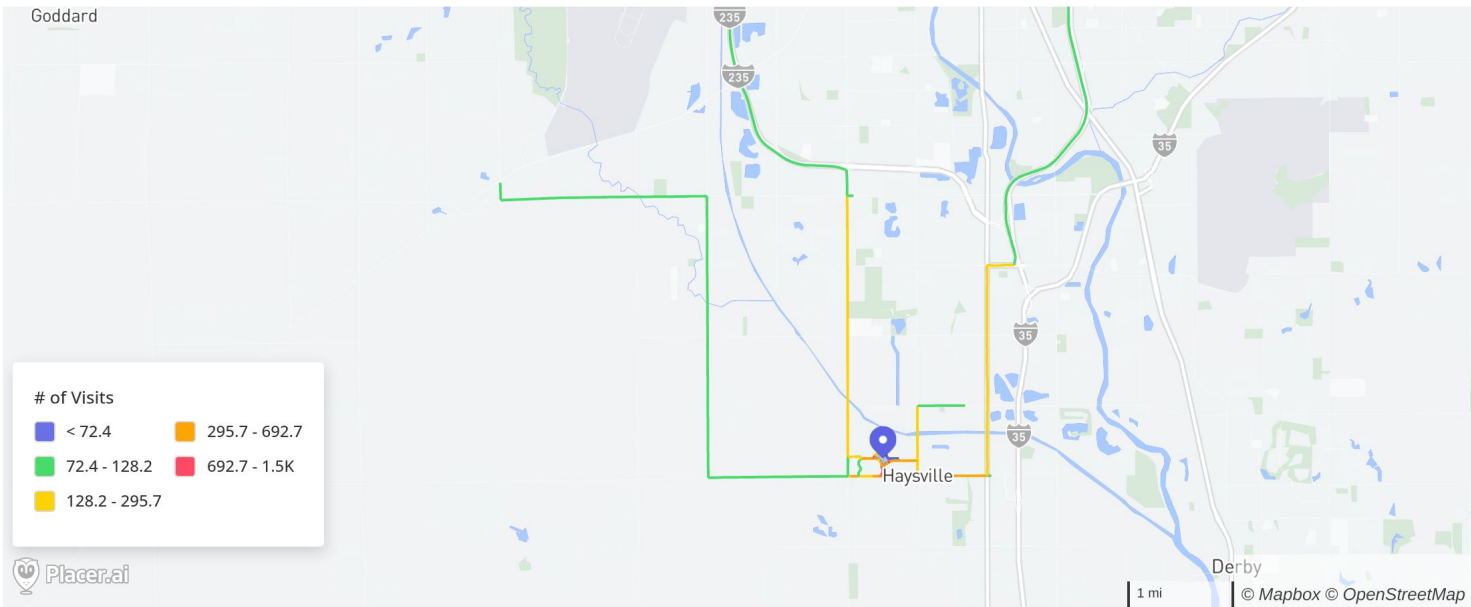 Goddard
235
235
35
35
35
Haysville
Derby
# of Visits
< 72.4
295.7 - 692.7
72.4 - 128.2
692.7 - 1.5K
128.2 - 295.7
Placer.ai
1 mi
© Mapbox © OpenStreetMap